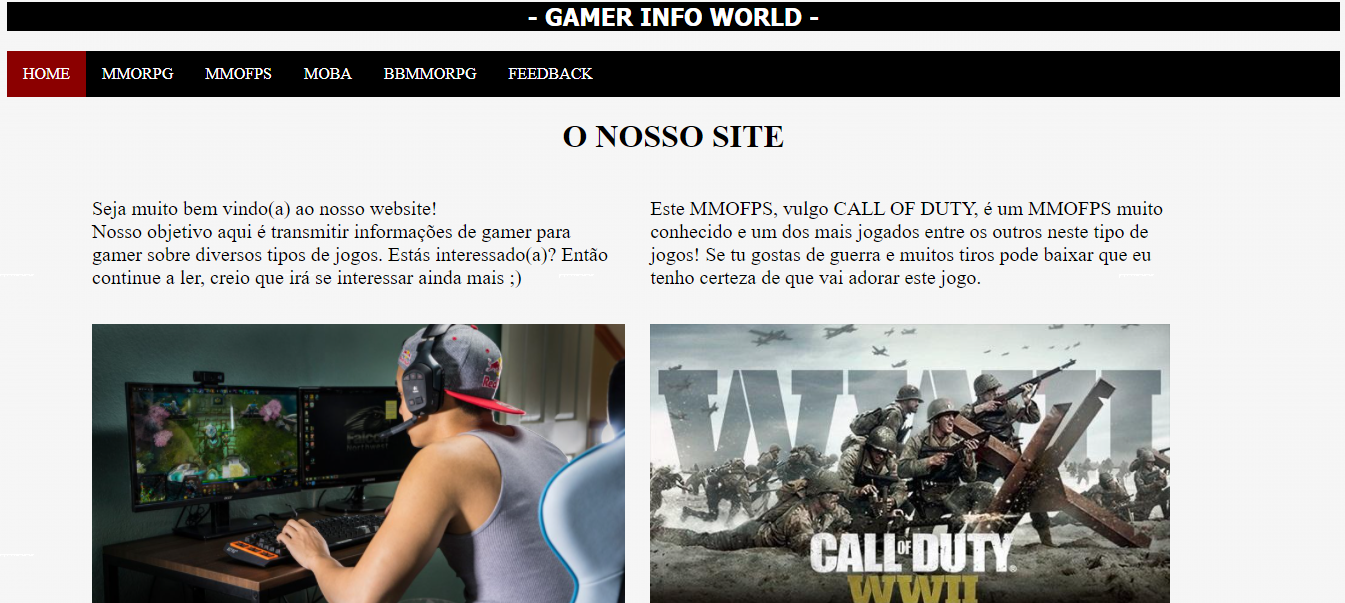 - GAMER INFO WORLD -
HOME MMORPG MMOFPS MOBA BBMMORPG FEEDBACK
O NOSSO SITE
Seja muito bem vindo(a) ao nosso website!
Nosso objetivo aqui é transmitir informações de gamer para
gamer sobre diversos tipos de jogos. Estás interessado(a)? Então
continue a ler, creio que irá se interessar ainda mais ;)
Este MMOFPS, vulgo CALL OF DUTY, é um MMOFPS muito
conhecido e um dos mais jogados entre os outros neste tipo de
jogos! Se tu gostas de guerra e muitos tiros pode baixar que eu
tenho certeza de que vai adorar este jogo.
WWII
CALL OF DUTY®
WWII